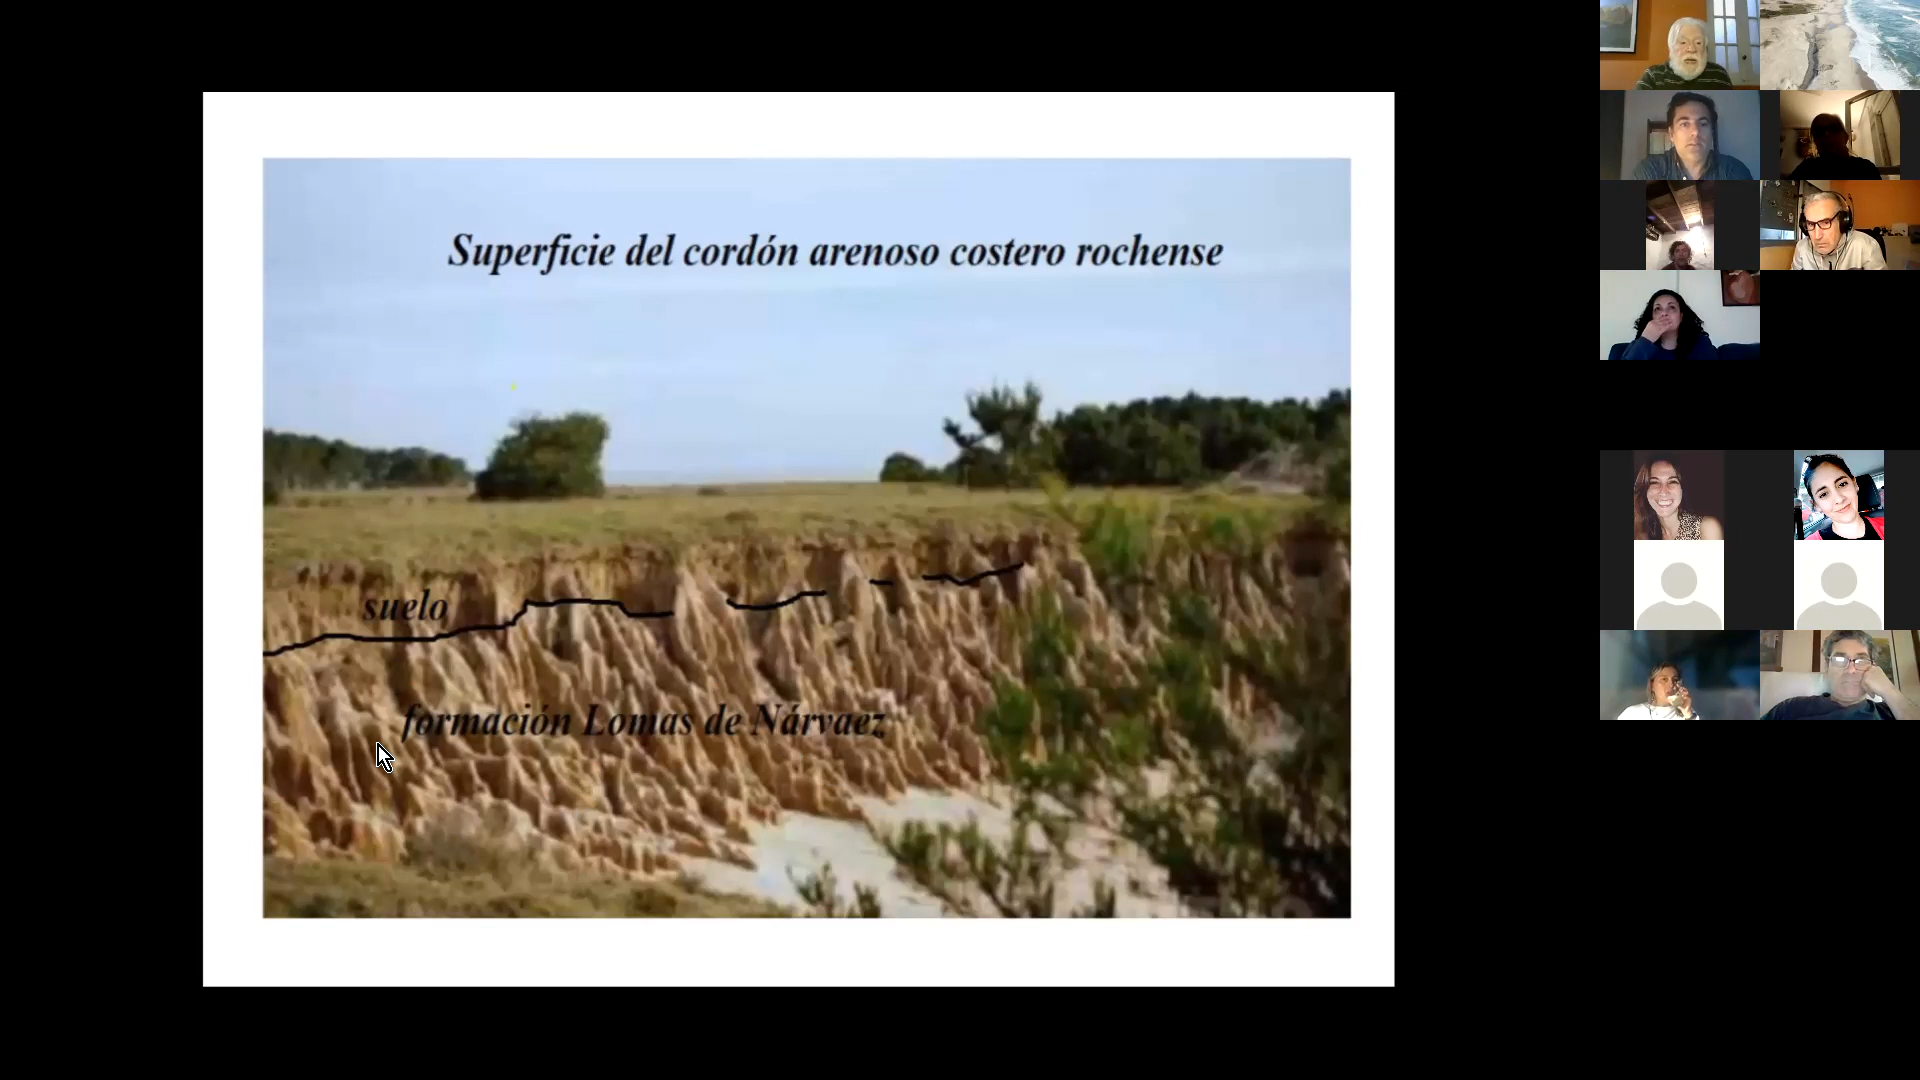 Superficie del cordón arenoso costero rochense
suelo
formación Lomas de Nárvaez